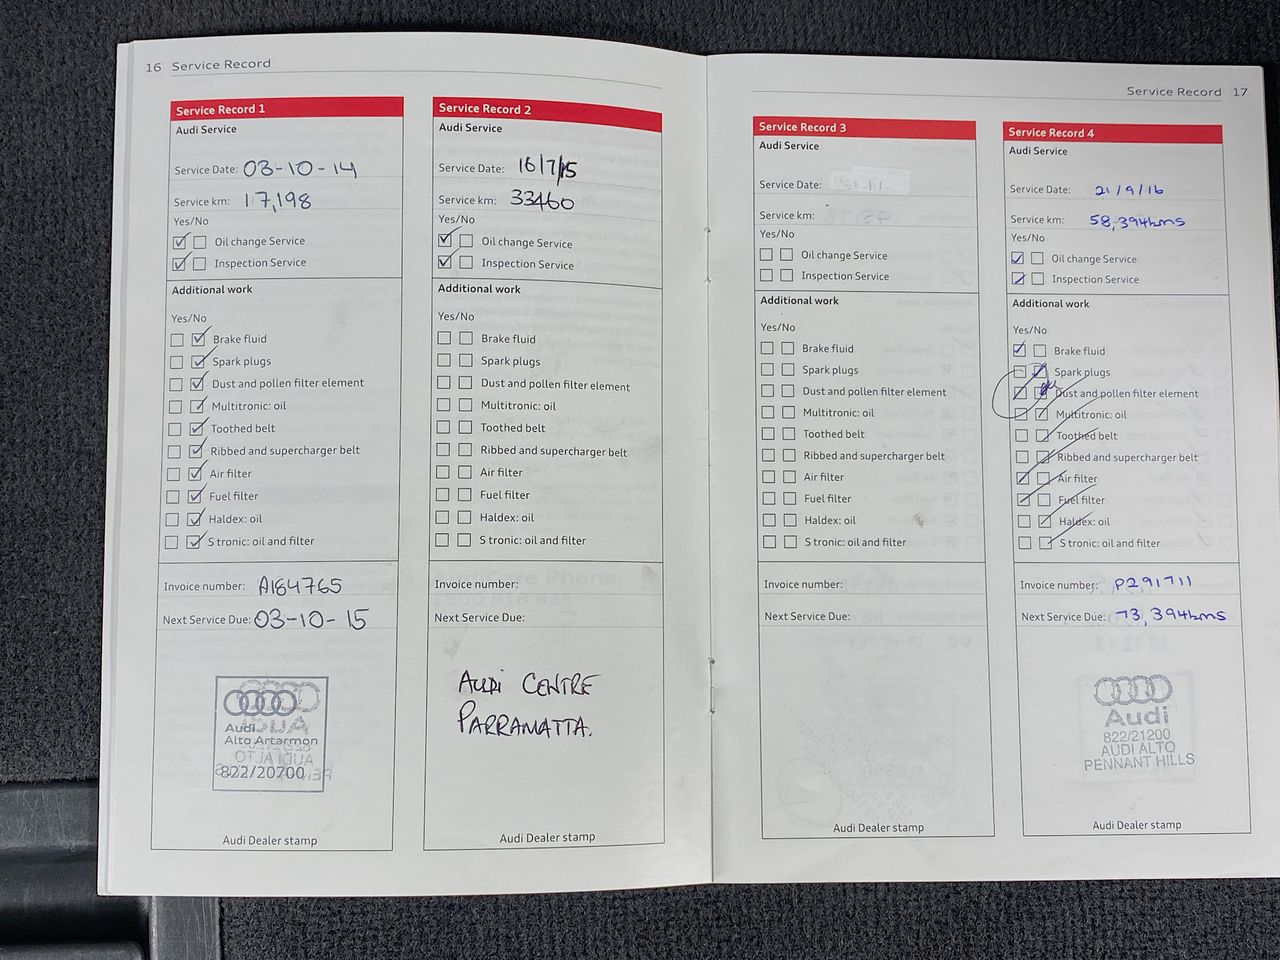 16 Service Record
Service Record 1
Audi Service
Service Date: 03-10-14
Service km: 17,198
Yes/No
Oil change Service
Inspection Service
Additional work
Yes/No
Brake fluid
Spark plugs
Dust and pollen filter element
Multitronic: oil
Toothed belt
Ribbed and supercharger belt
Air filter
Fuel filter
Haldex: oil
S tronic: oil and filter
Invoice number: A184765
Next Service Due: 03-10-15
Audi
Alto Artarmon
822/20700
Audi Dealer stamp
Service Record 2
Audi Service
Service Date: 16/7/15
Service km: 33460
Yes/No
Oil change Service
Inspection Service
Additional work
Yes/No
Brake fluid
Spark plugs
Dust and pollen filter element
Multitronic: oil
Toothed belt
Ribbed and supercharger belt
Air filter
Fuel filter
Haldex: oil
S tronic: oil and filter
Invoice number:
Next Service Due:
AUDI CENTRE
PARRAMATTA.
Audi Dealer stamp
Service Record 17
Service Record 3
Audi Service
Service Date:
Service km:
Yes/No
Oil change Service
Inspection Service
Additional work
Yes/No
Brake fluid
Spark plugs
Dust and pollen filter element
Multitronic: oil
Toothed belt
Ribbed and supercharger belt
Air filter
Fuel filter
Haldex: oil
S tronic: oil and filter
Invoice number:
Next Service Due:
Audi Dealer stamp
Service Record 4
Audi Service
Service Date: 21/9/16
Service km: 58,394kms
Yes/No
Oil change Service
Inspection Service
Additional work
Yes/No
Brake fluid
Spark plugs
Dust and pollen filter element
Multitronic: oil
Toothed belt
Ribbed and supercharger belt
Air filter
Fuel filter
Haldex: oil
S tronic: oil and filter
Invoice number: P291711
Next Service Due: 73,394kms
Audi
822/21200
AUDI ALTO
PENNANT HILLS
Audi Dealer stamp